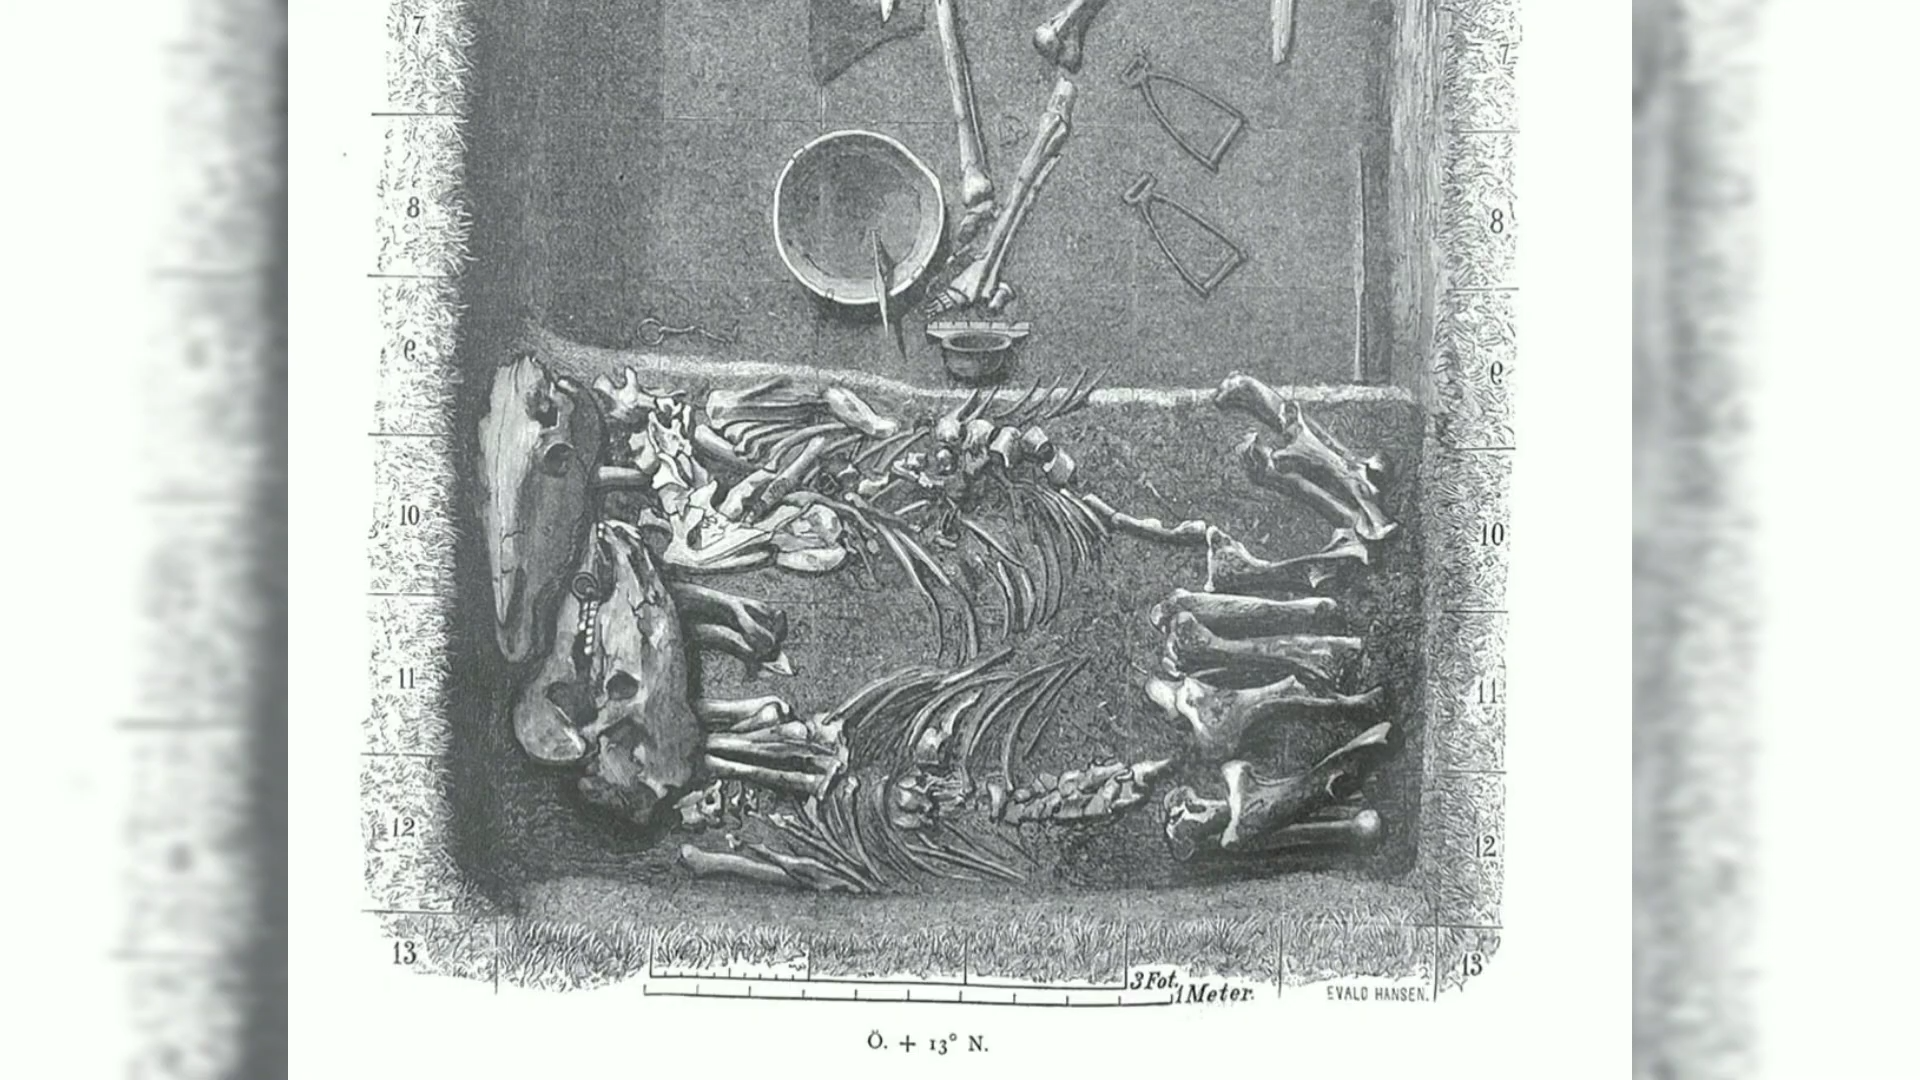 7 7
8 8
9 9
10 10
11 11
12 12
13 13
3 Fot.
1 Meter.
EVALD HANSEN.
Ö. + 13° N.